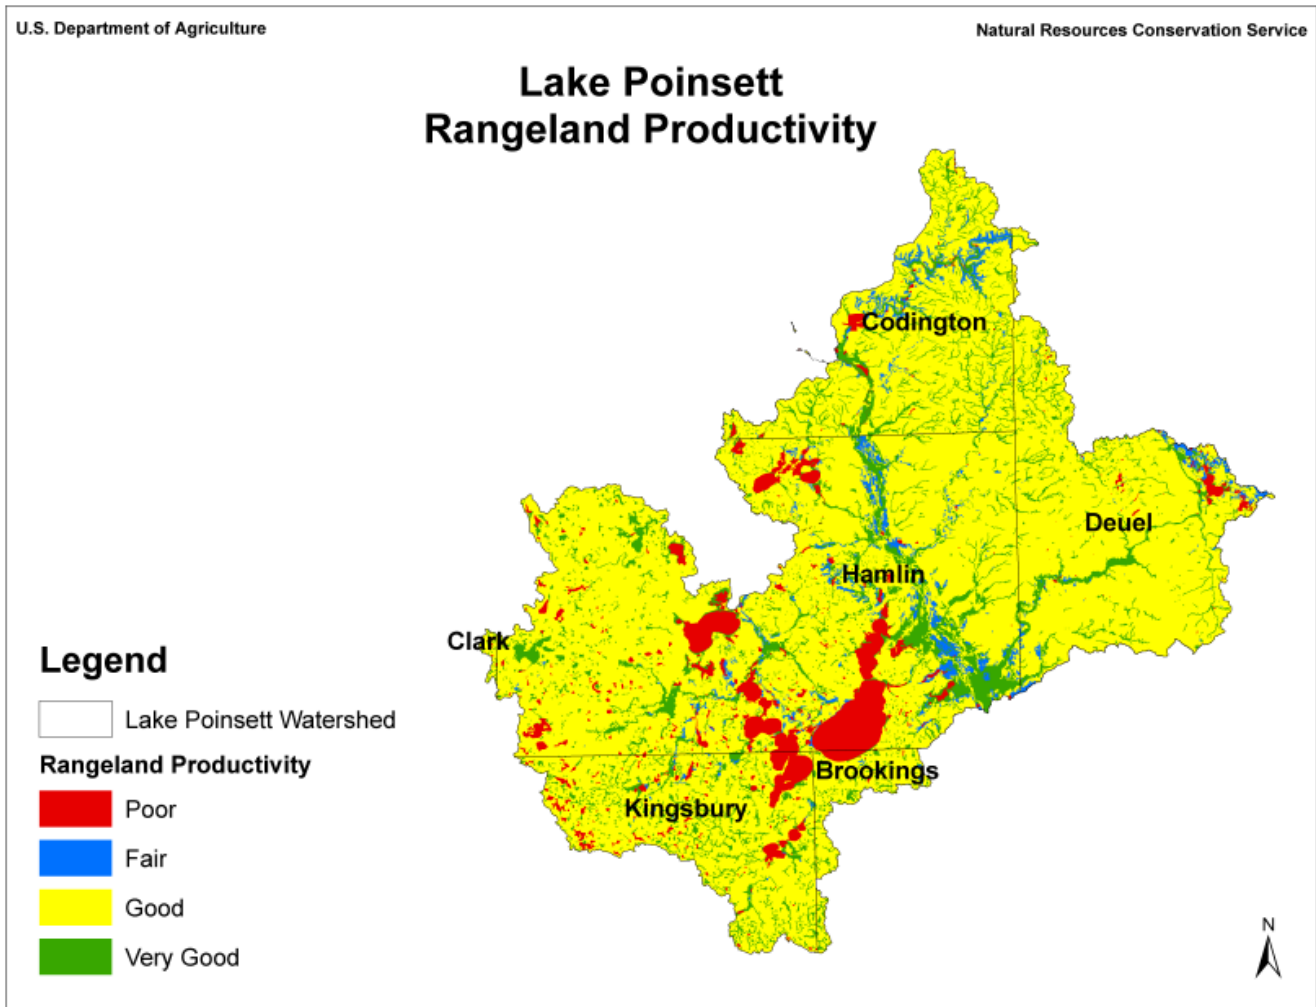 U.S. Department of Agriculture
Natural Resources Conservation Service
Lake Poinsett
Rangeland Productivity
Codington
Deuel
Hamlin
Clark
Brookings
Kingsbury
Legend
Lake Poinsett Watershed
Rangeland Productivity
Poor
Fair
Good
Very Good
N